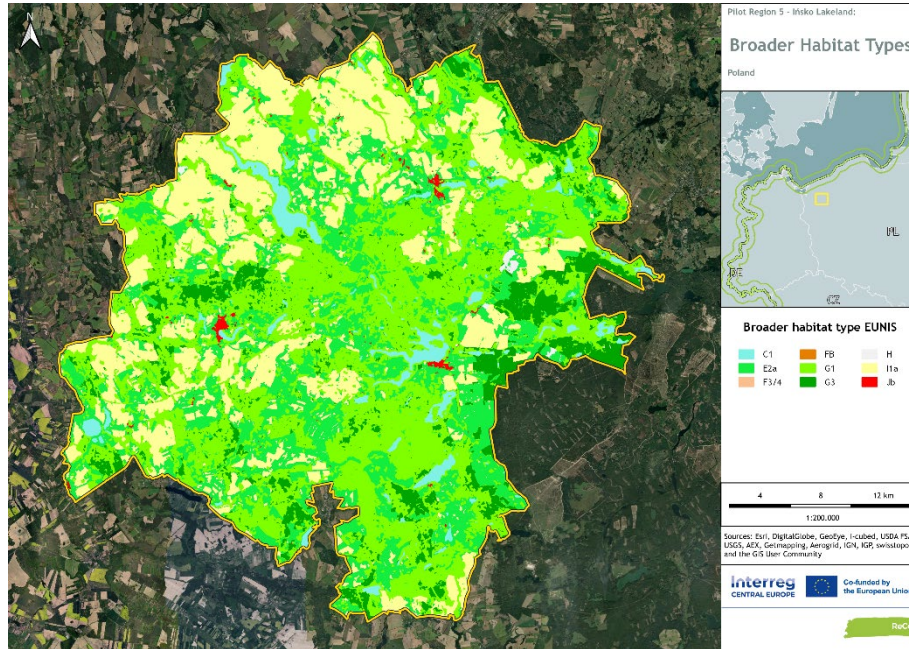 Pilot Region 5 - Ińsko Lakeland:
Broader Habitat Types
Poland
PL
DE
CZ
Broader habitat type EUNIS
C1 FB H
E2a G1 I1a
F3/4 G3 Jb
4 8 12 km
1:200.000
Sources: Esri, DigitalGlobe, GeoEye, i-cubed, USDA FSA,
USGS, AEX, Getmapping, Aerogrid, IGN, IGP, swisstopo
and the GIS User Community
Interreg Co-funded by
CENTRAL EUROPE the European Union